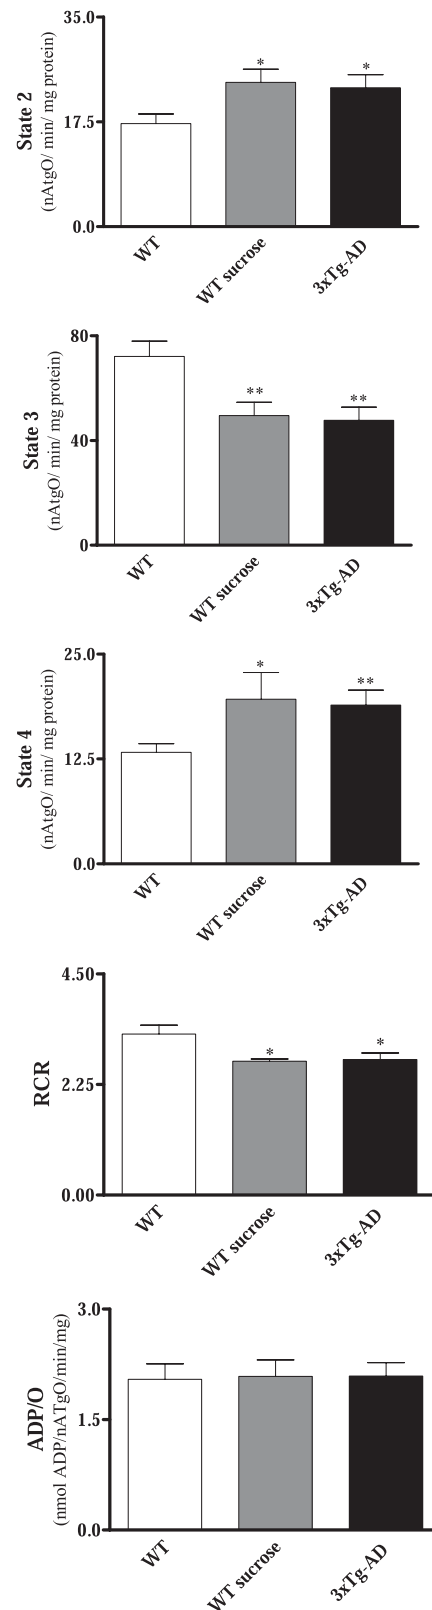 State 2
(nAtgO/ min/ mg protein)
35.0
17.5
0.0
*
*
WT
WT sucrose
3xTg-AD
State 3
(nAtgO/ min/ mg protein)
80
40
0
**
**
WT
WT sucrose
3xTg-AD
State 4
(nAtgO/ min/ mg protein)
25.0
12.5
0.0
*
**
WT
WT sucrose
3xTg-AD
RCR
4.50
2.25
0.00
*
*
WT
WT sucrose
3xTg-AD
ADP/O
(nmol ADP/nATgO/min/mg)
3.0
1.5
0.0
WT
WT sucrose
3xTg-AD